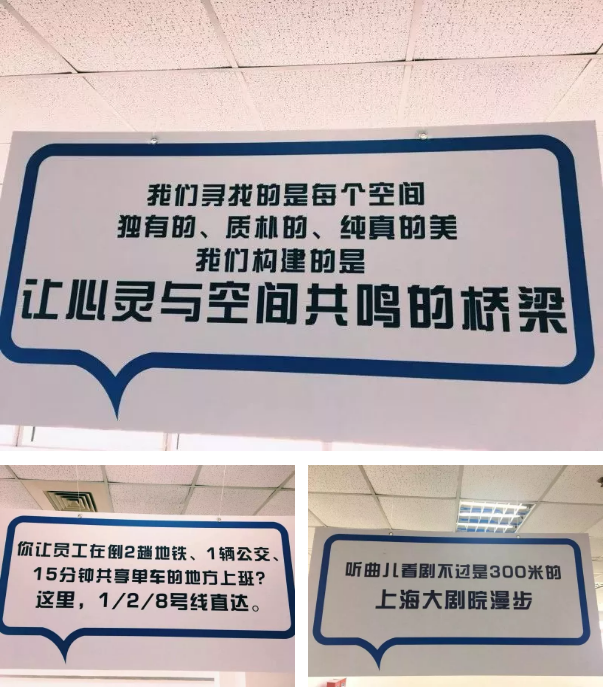 我们寻找的是每个空间
独有的、质朴的、纯真的美
我们构建的是
让心灵与空间共鸣的桥梁
你让员工在倒2趟地铁、1辆公交、
15分钟共享单车的地方上班？
这里，1/2/8号线直达。
听曲儿看剧不过是300米的
上海大剧院漫步